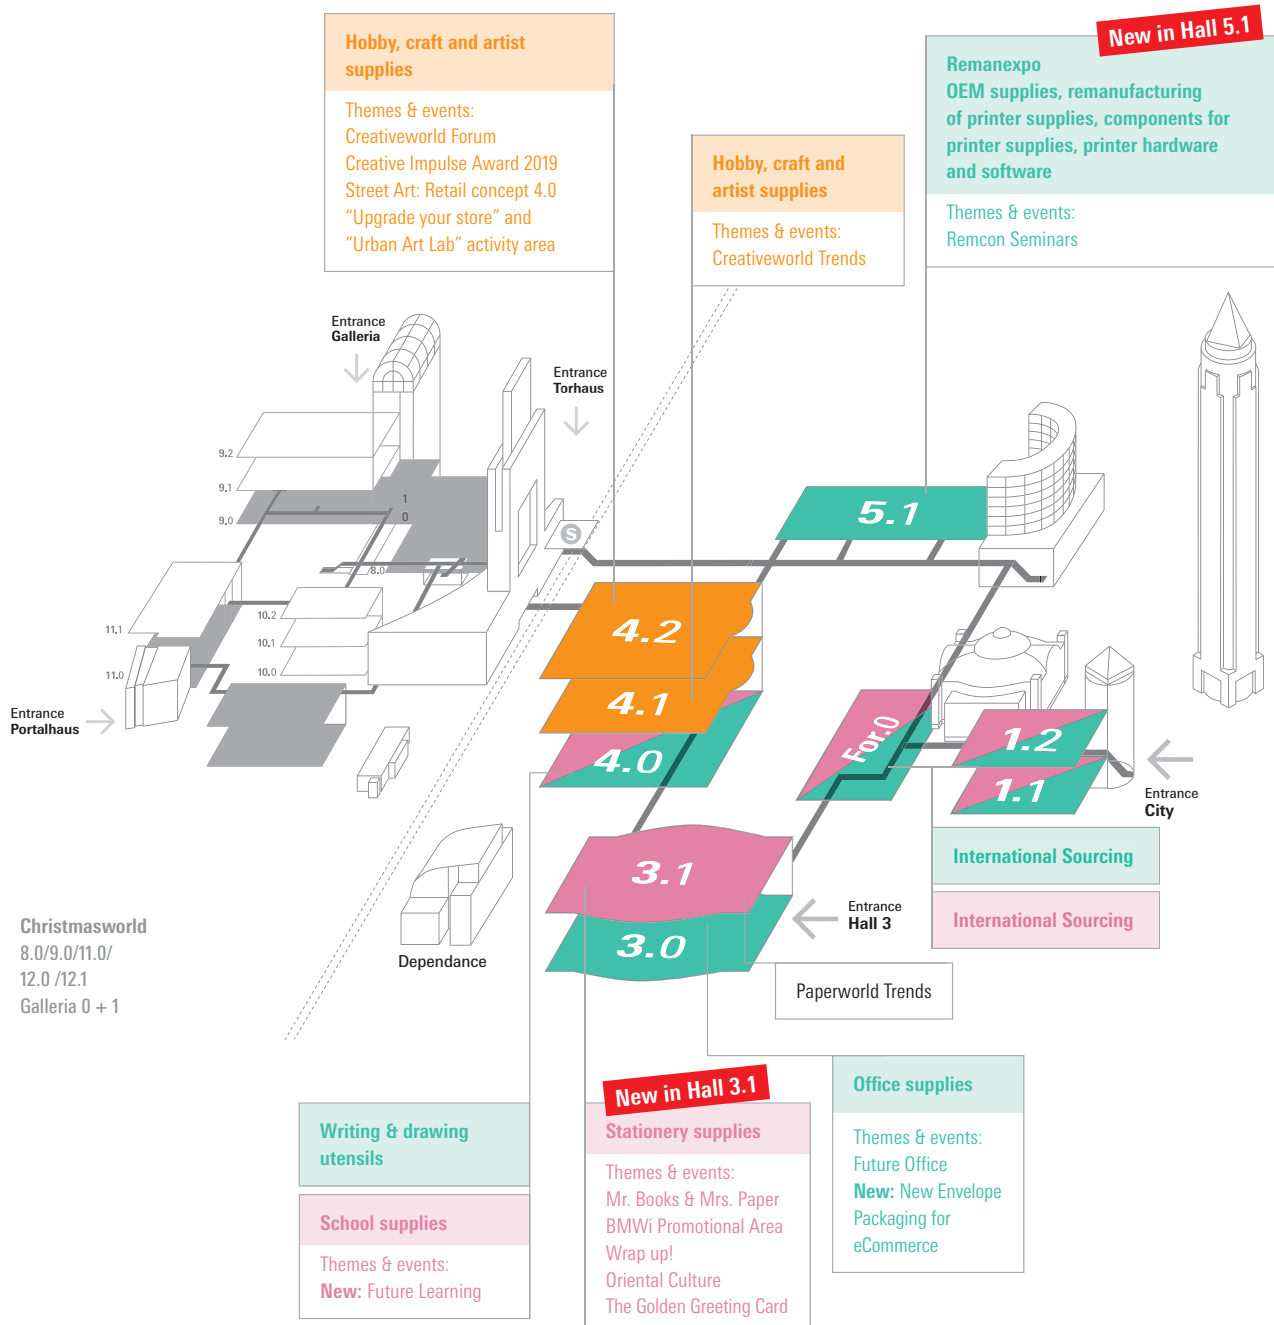 Hobby, craft and artist
supplies
Themes & events:
Creativeworld Forum
Creative Impulse Award 2019
Street Art: Retail concept 4.0
“Upgrade your store” and
“Urban Art Lab” activity area
Hobby, craft and
artist supplies
Themes & events:
Creativeworld Trends
New in Hall 5.1
Remanexpo
OEM supplies, remanufacturing
of printer supplies, components for
printer supplies, printer hardware
and software
Themes & events:
Remcon Seminars
Entrance
Galleria
Entrance
Torhaus
9.2
9.1
9.0
1
0
8.0
S
5.1
11.1
11.0
10.2
10.1
10.0
4.2
4.1
4.0
For.0
1.2
1.1
Entrance
Portalhaus
Entrance
City
International Sourcing
International Sourcing
3.1
3.0
Entrance
Hall 3
Dependance
Paperworld Trends
Christmasworld
8.0/9.0/11.0/
12.0 /12.1
Galleria 0 + 1
Writing & drawing
utensils
School supplies
Themes & events:
New: Future Learning
New in Hall 3.1
Stationery supplies
Themes & events:
Mr. Books & Mrs. Paper
BMWi Promotional Area
Wrap up!
Oriental Culture
The Golden Greeting Card
Office supplies
Themes & events:
Future Office
New: New Envelope
Packaging for
eCommerce